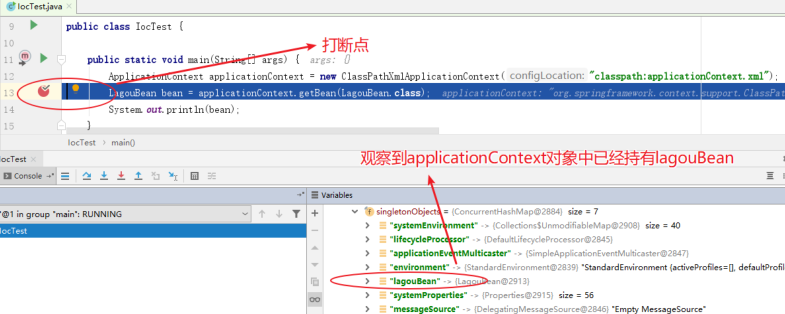 IocTest.java
9 public class IocTest {
打断点
10
11 public static void main(String[] args) { args: {}
12 ApplicationContext applicationContext = new ClassPathXmlApplicationContext( configLocation: "classpath:applicationContext.xml");
13 LagouBean bean = applicationContext.getBean(LagouBean.class); applicationContext: "org.springframework.context.support.ClassPat
14 System.out.println(bean);
15 }
IocTest > main()
观察到applicationContext对象中已经持有lagouBean
IocTest
Console
Variables
"@1 in group "main": RUNNING
IocTest
singletonObjects = {ConcurrentHashMap@2884} size = 7
"systemEnvironment" -> {Collections$UnmodifiableMap@2908} size = 40
"lifecycleProcessor" -> {DefaultLifecycleProcessor@2845}
"applicationEventMulticaster" -> {SimpleApplicationEventMulticaster@2847}
"environment" -> {StandardEnvironment@2839} "StandardEnvironment {activeProfiles=[], defaultProfil
"lagouBean" -> {LagouBean@2913}
"systemProperties" -> {Properties@2915} size = 56
"messageSource" -> {DelegatingMessageSource@2846} "Empty MessageSource"